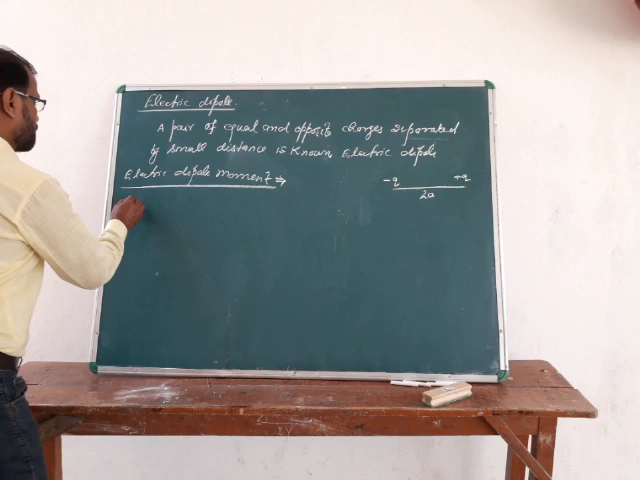 Electric dipole.
A pair of equal and opposite charges separated
by small distance is known Electric dipole
Electric dipole moment ⇒
-q +q
2a